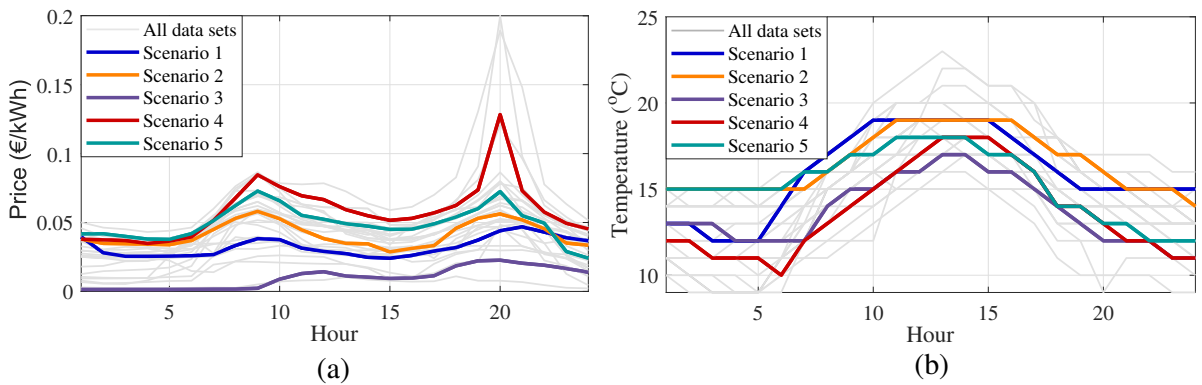 0.2
0.15
0.1
0.05
0
5
10
15
20
Price (€/kWh)
Hour
All data sets
Scenario 1
Scenario 2
Scenario 3
Scenario 4
Scenario 5
(a)
25
20
15
10
5
10
15
20
Temperature (°C)
Hour
All data sets
Scenario 1
Scenario 2
Scenario 3
Scenario 4
Scenario 5
(b)